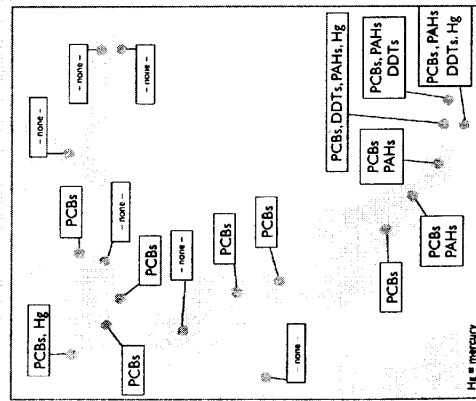 PCBs, Hg
- none -
PCBs
- none -
- none -
- none -
PCBs
PCBs
- none -
PCBs
PCBs
- none -
PCBs, DDTs, PAHs, Hg
PCBs, PAHs
DDTs
PCBs
PAHs
PCBs
PCBs, PAHs
DDTs, Hg
PCBs
PAHs
Hg = mercury